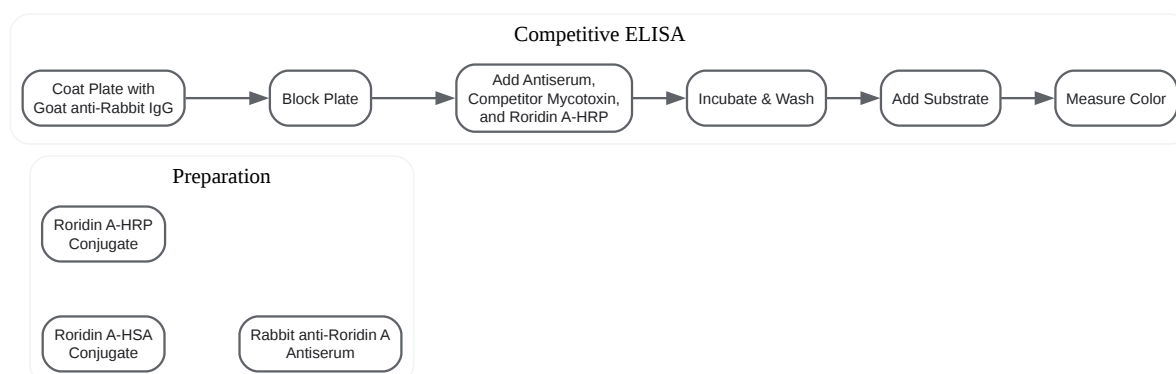 Competitive ELISA
Coat Plate with
Goat anti-Rabbit IgG
Block Plate
Add Antiserum,
Competitor Mycotoxin,
and Roridin A-HRP
Incubate & Wash
Add Substrate
Measure Color
Preparation
Roridin A-HRP
Conjugate
Roridin A-HSA
Conjugate
Rabbit anti-Roridin A
Antiserum